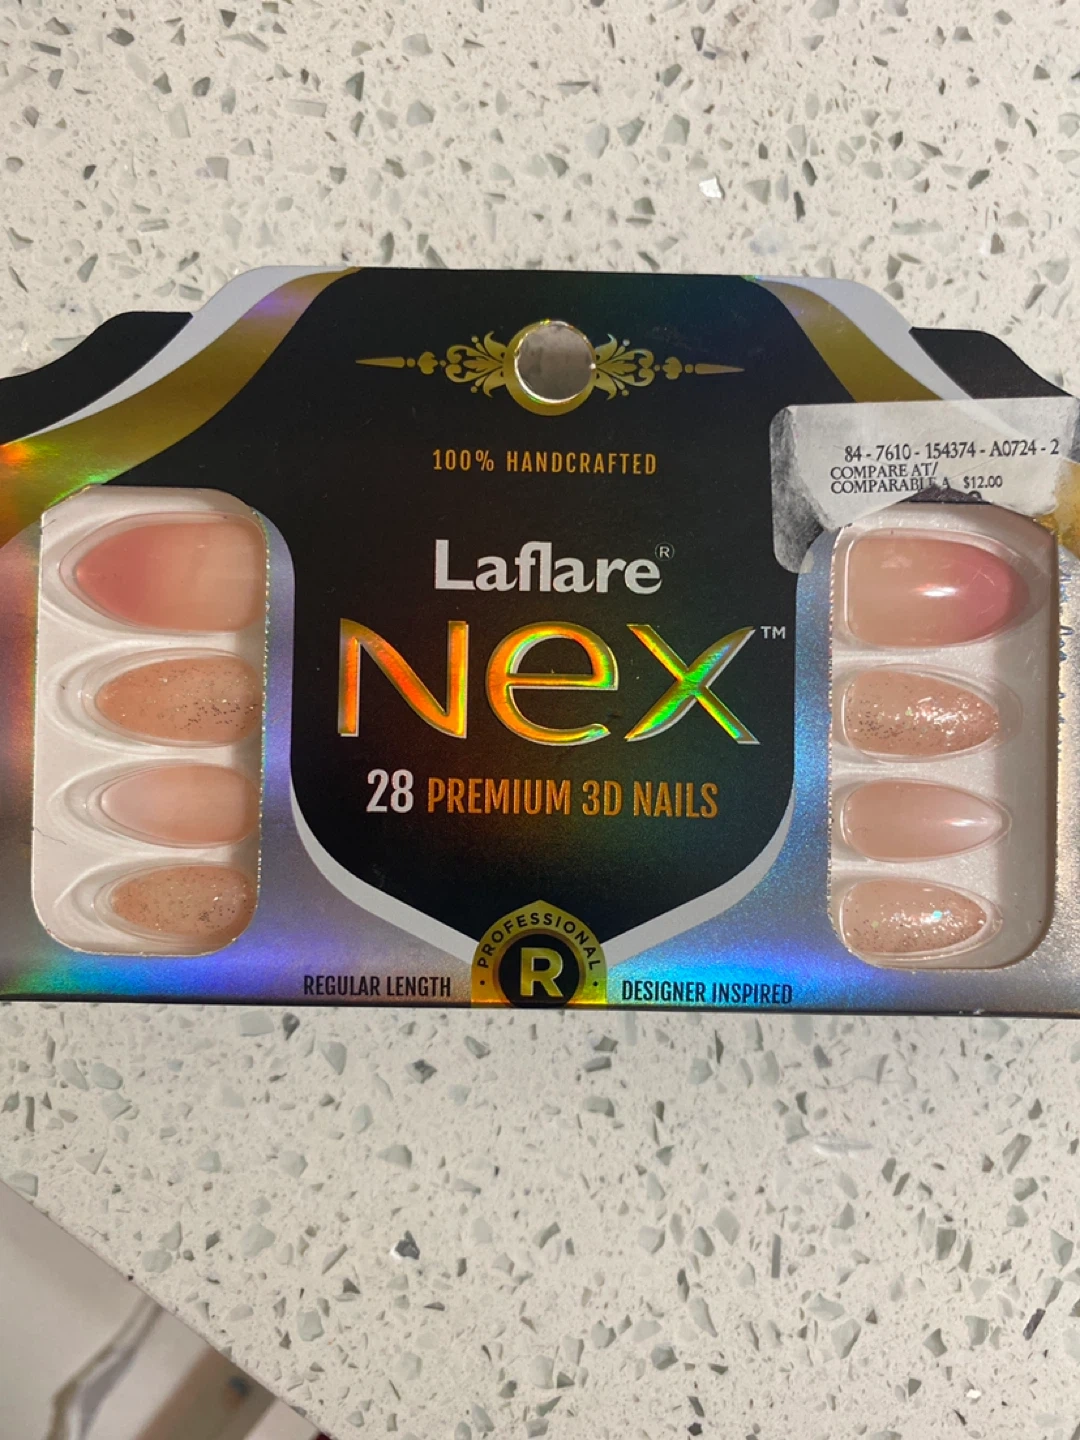 84 - 7610 - 154374 - A0724 - 2
COMPARE AT/
COMPARABLE A $12.00
100% HANDCRAFTED
Laflare®
Nex™
28 PREMIUM 3D NAILS
· PROFESSIONAL ·
R
REGULAR LENGTH
DESIGNER INSPIRED